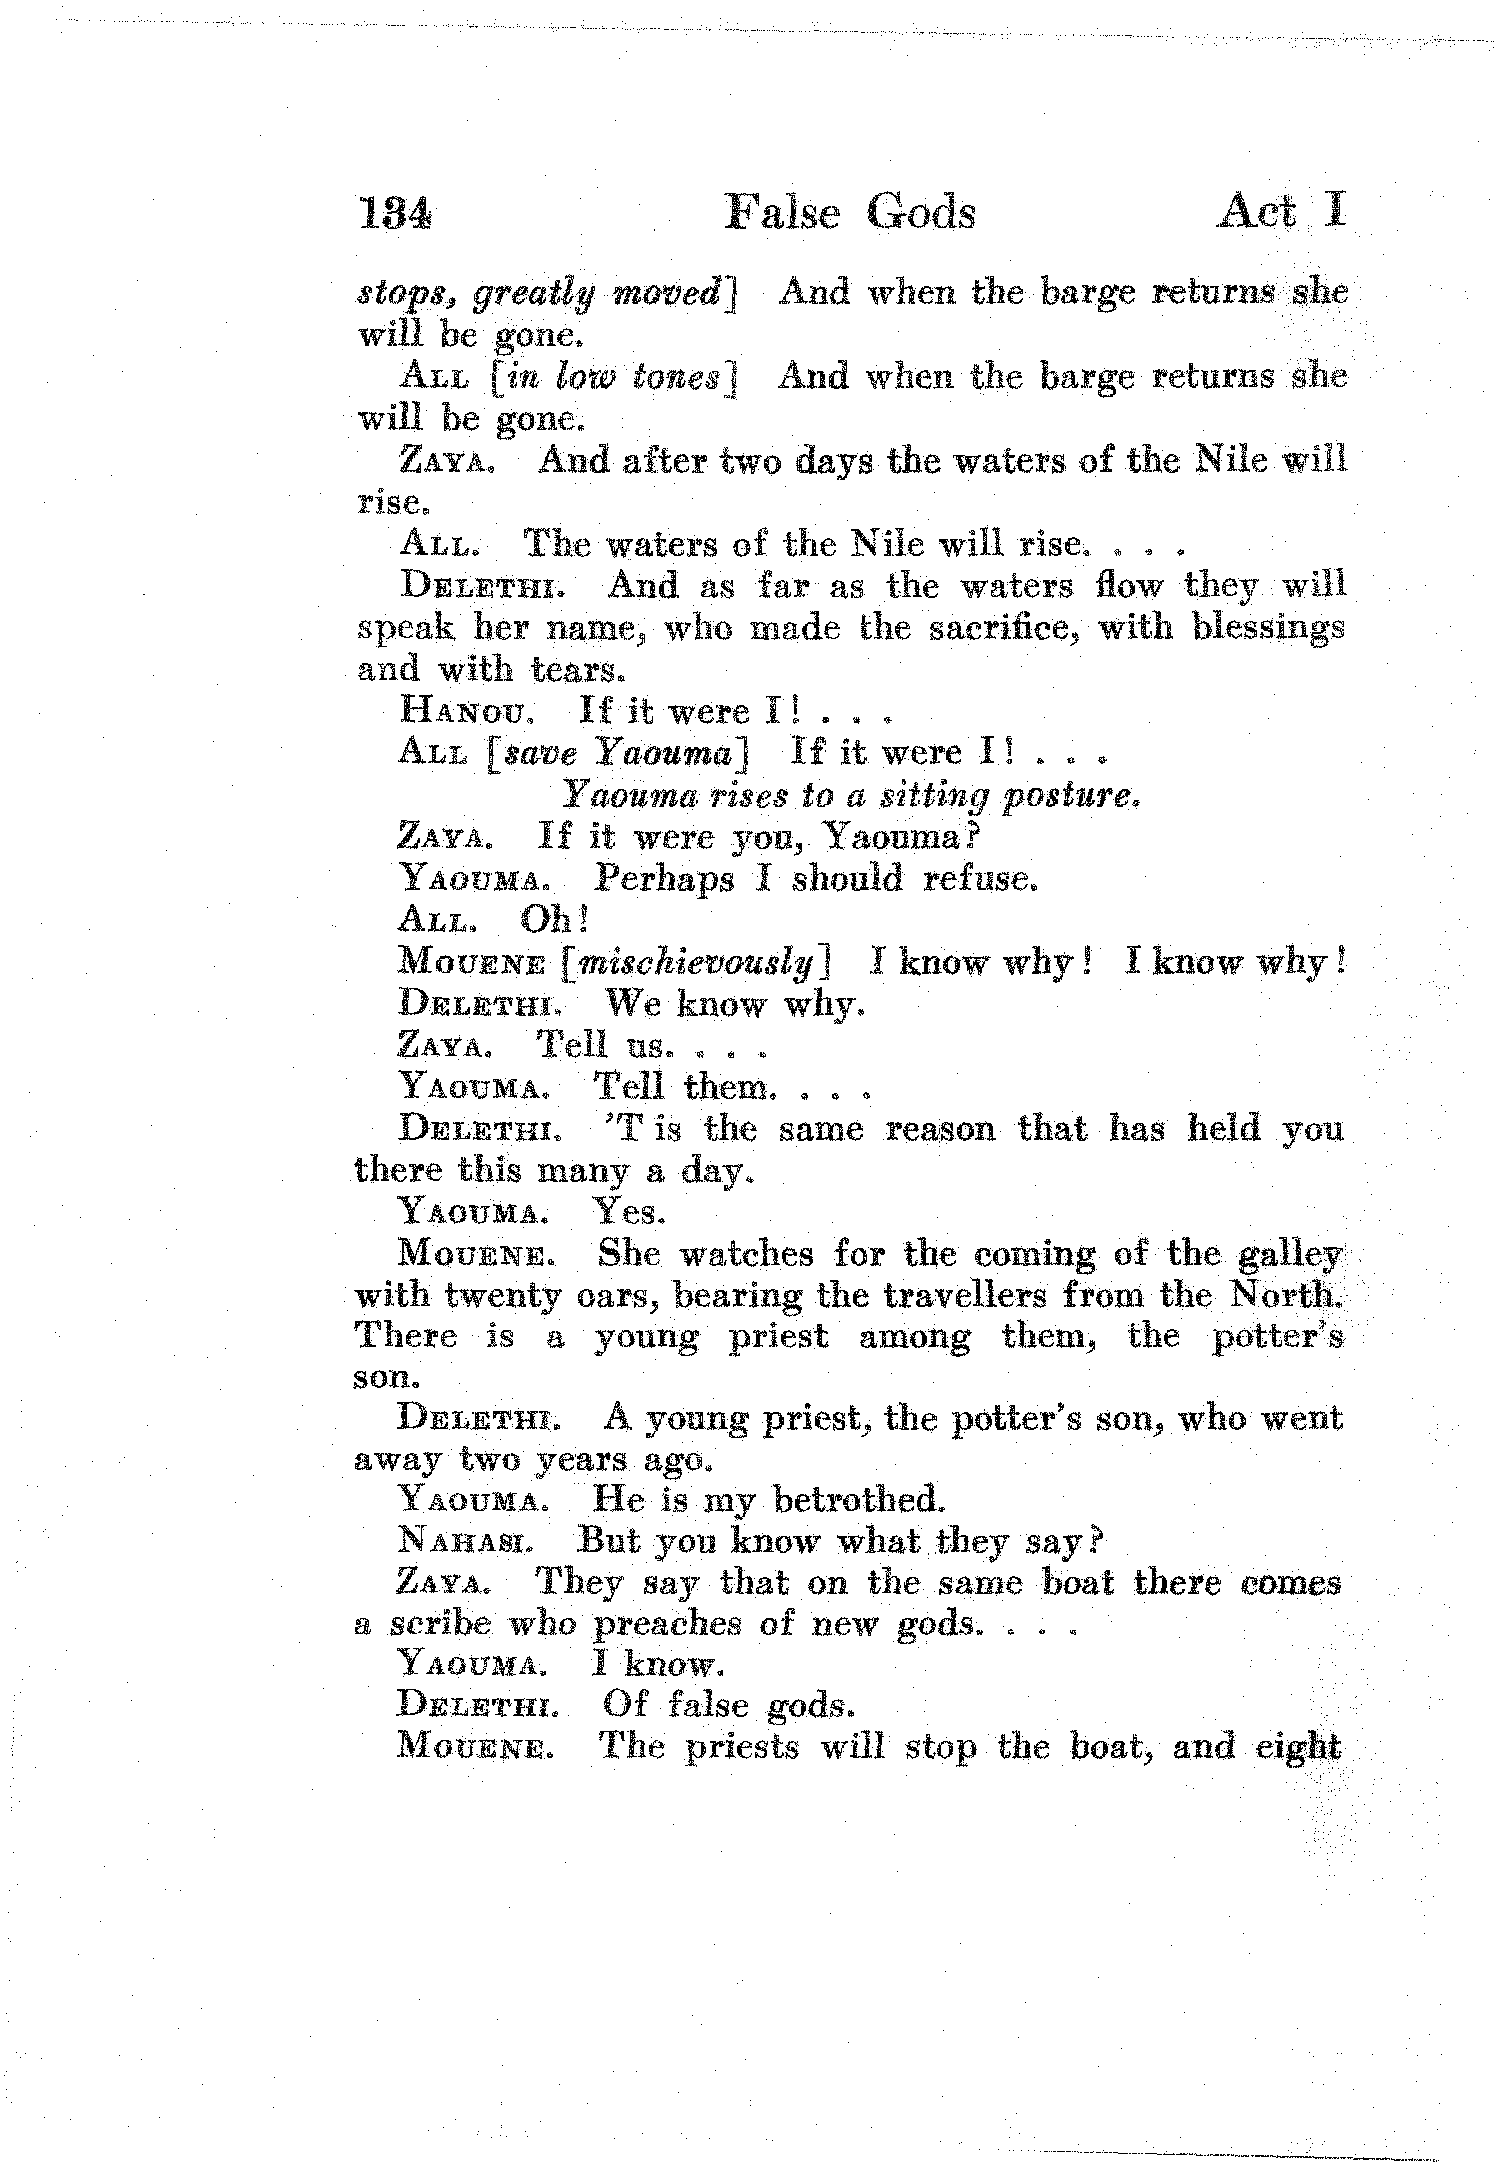 134 False Gods Act I
stops, greatly moved] And when the barge returns she
will be gone.
ALL [in low tones] And when the barge returns she
will be gone.
ZAYA. And after two days the waters of the Nile will
rise.
ALL. The waters of the Nile will rise. . . .
DELETHI. And as far as the waters flow they will
speak her name, who made the sacrifice, with blessings
and with tears.
HANOU. If it were I! . . .
ALL [save Yaouma] If it were I! . . .
Yaouma rises to a sitting posture.
ZAYA. If it were you, Yaouma?
YAOUMA. Perhaps I should refuse.
ALL. Oh!
MOUENE [mischievously] I know why! I know why!
DELETHI. We know why.
ZAYA. Tell us. . . .
YAOUMA. Tell them. . . .
DELETHI. 'T is the same reason that has held you
there this many a day.
YAOUMA. Yes.
MOUENE. She watches for the coming of the galley
with twenty oars, bearing the travellers from the North.
There is a young priest among them, the potter's
son.
DELETHI. A young priest, the potter's son, who went
away two years ago.
YAOUMA. He is my betrothed.
NAHASI. But you know what they say?
ZAYA. They say that on the same boat there comes
a scribe who preaches of new gods. . . .
YAOUMA. I know.
DELETHI. Of false gods.
MOUENE. The priests will stop the boat, and eight